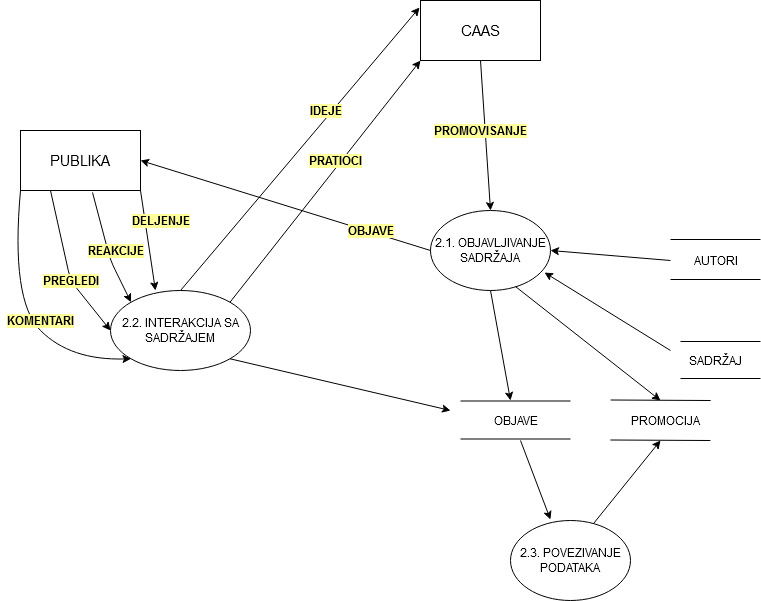 CAAS
IDEJE
PROMOVISANJE
PUBLIKA
PRATIOCI
DELJENJE
OBJAVE
REAKCIJE
2.1. OBJAVLJIVANJE
SADRŽAJA
AUTORI
PREGLEDI
KOMENTARI
2.2. INTERAKCIJA SA
SADRŽAJEM
SADRŽAJ
OBJAVE
PROMOCIJA
2.3. POVEZIVANJE
PODATAKA